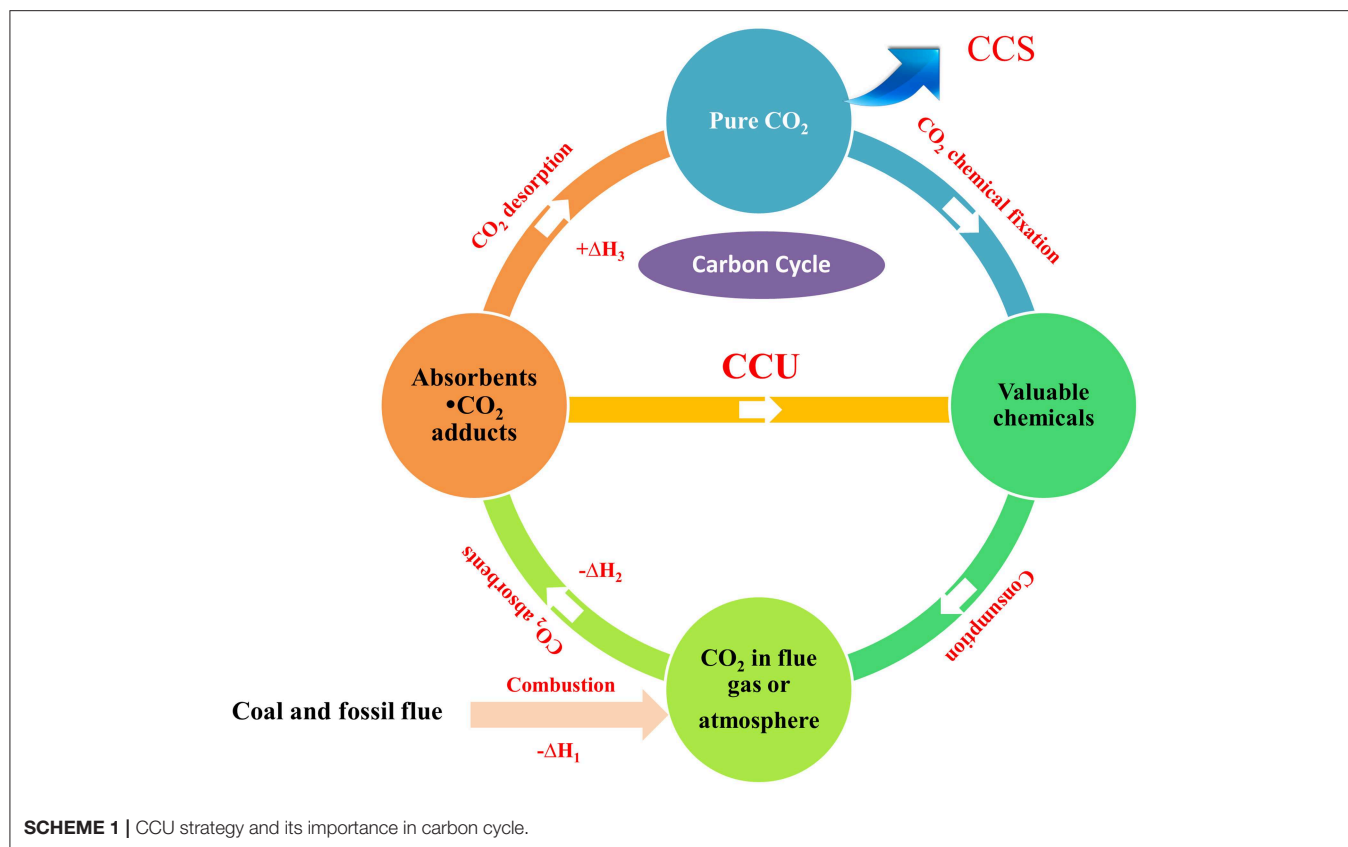 CCS
Pure CO₂
CO₂ desorption
CO₂ chemical fixation
+ΔH₃
Carbon Cycle
CCU
Absorbents
•CO₂
adducts
Valuable
chemicals
CO₂ absorbents
-ΔH₂
Consumption
CO₂ in flue
gas or
atmosphere
Combustion
Coal and fossil flue
-ΔH₁
SCHEME 1 | CCU strategy and its importance in carbon cycle.